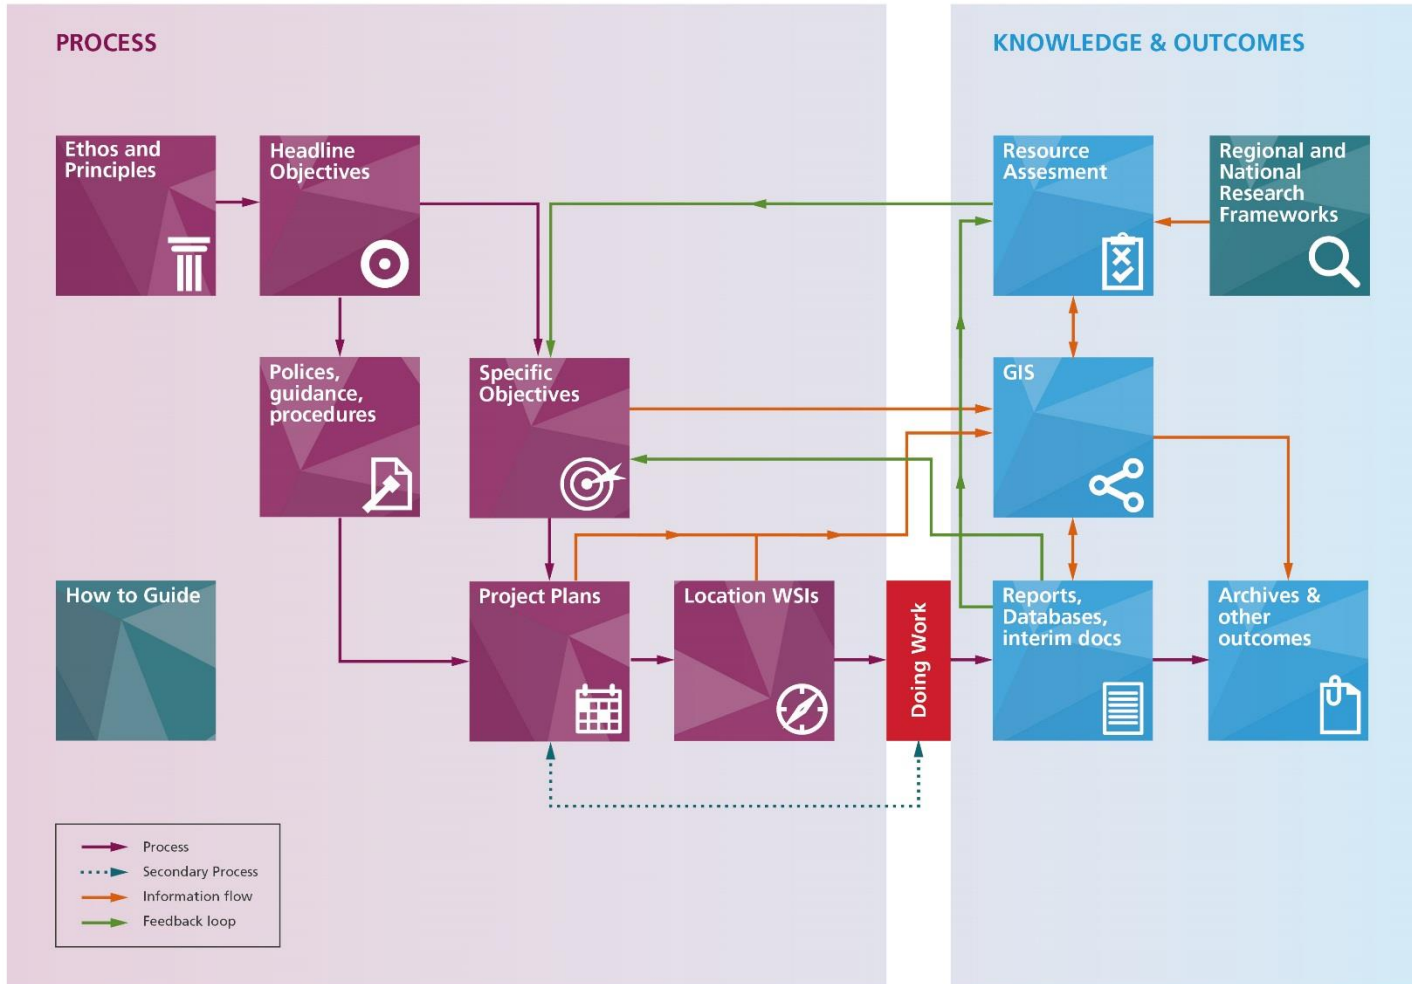 PROCESS
KNOWLEDGE & OUTCOMES
Ethos and
Principles
Headline
Objectives
Resource
Assesment
Regional and
National
Research
Frameworks
Polices,
guidance,
procedures
Specific
Objectives
GIS
How to Guide
Project Plans
Location WSIs
Doing Work
Reports,
Databases,
interim docs
Archives &
other
outcomes
Process
Secondary Process
Information flow
Feedback loop